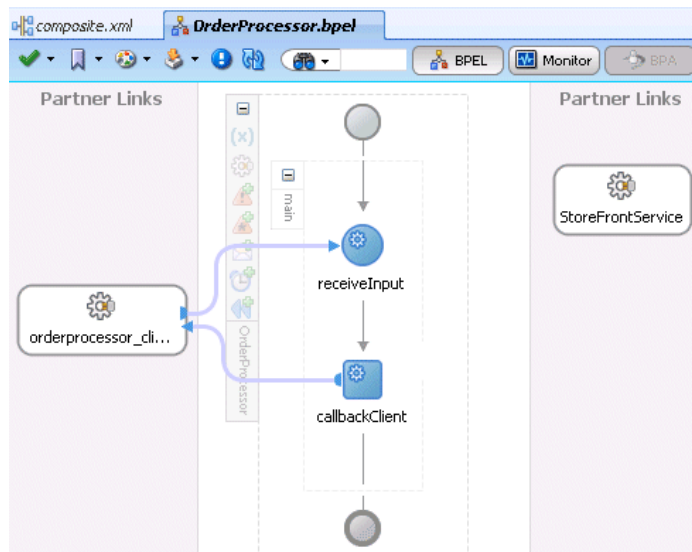 composite.xml
OrderProcessor.bpel
BPEL
Monitor
BPA
Partner Links
Partner Links
(x)
main
StoreFrontService
receiveInput
orderprocessor_cli...
OrderProcessor
callbackClient